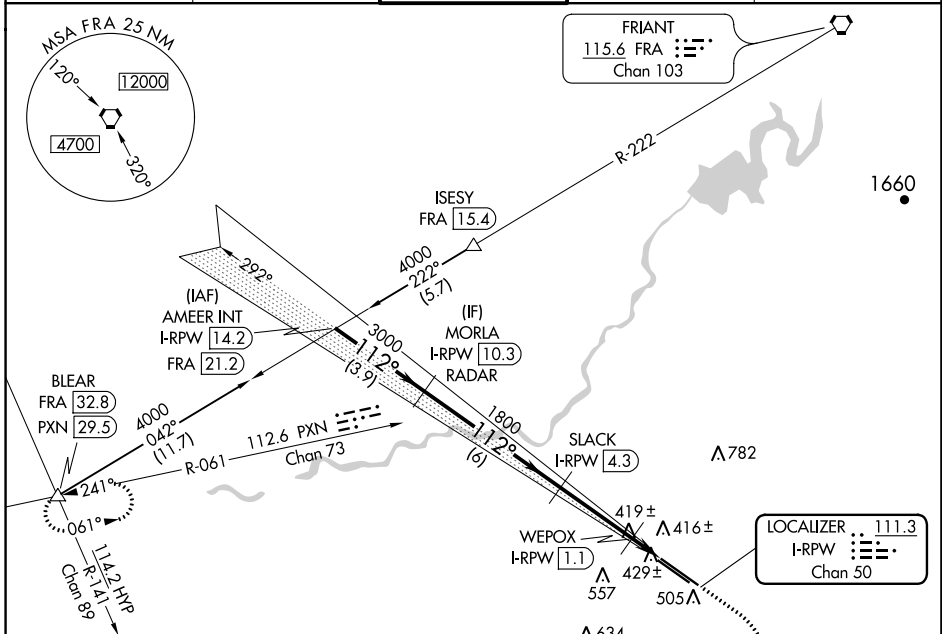 MSA FRA 25 NM
120°
12000
4700
320°
FRIANT
115.6 FRA
Chan 103
R-222
1660
ISESY
FRA 15.4
4000
222°
(5.7)
292°
(IAF)
AMEER INT
I-RPW 14.2
FRA 21.2
3000
112°
(3.9)
(IF)
MORLA
I-RPW 10.3
RADAR
BLEAR
FRA 32.8
PXN 29.5
4000
042°
(11.7)
R-061
112.6 PXN
Chan 73
1800
112°
(6)
SLACK
I-RPW 4.3
782
241°
061°
114.2 HYP
R-141
Chan 89
419±
416±
WEPOX
I-RPW 1.1
429±
557
505
LOCALIZER 111.3
I-RPW
Chan 50
634